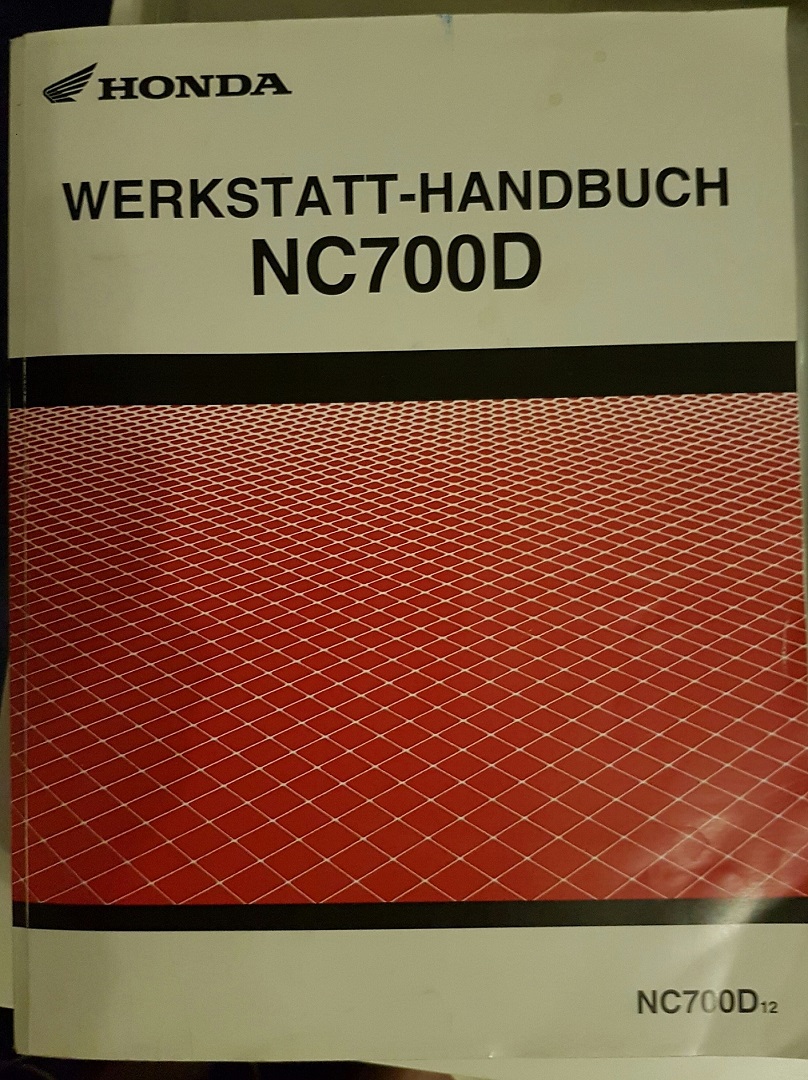 HONDA
WERKSTATT-HANDBUCH
NC700D
NC700D12